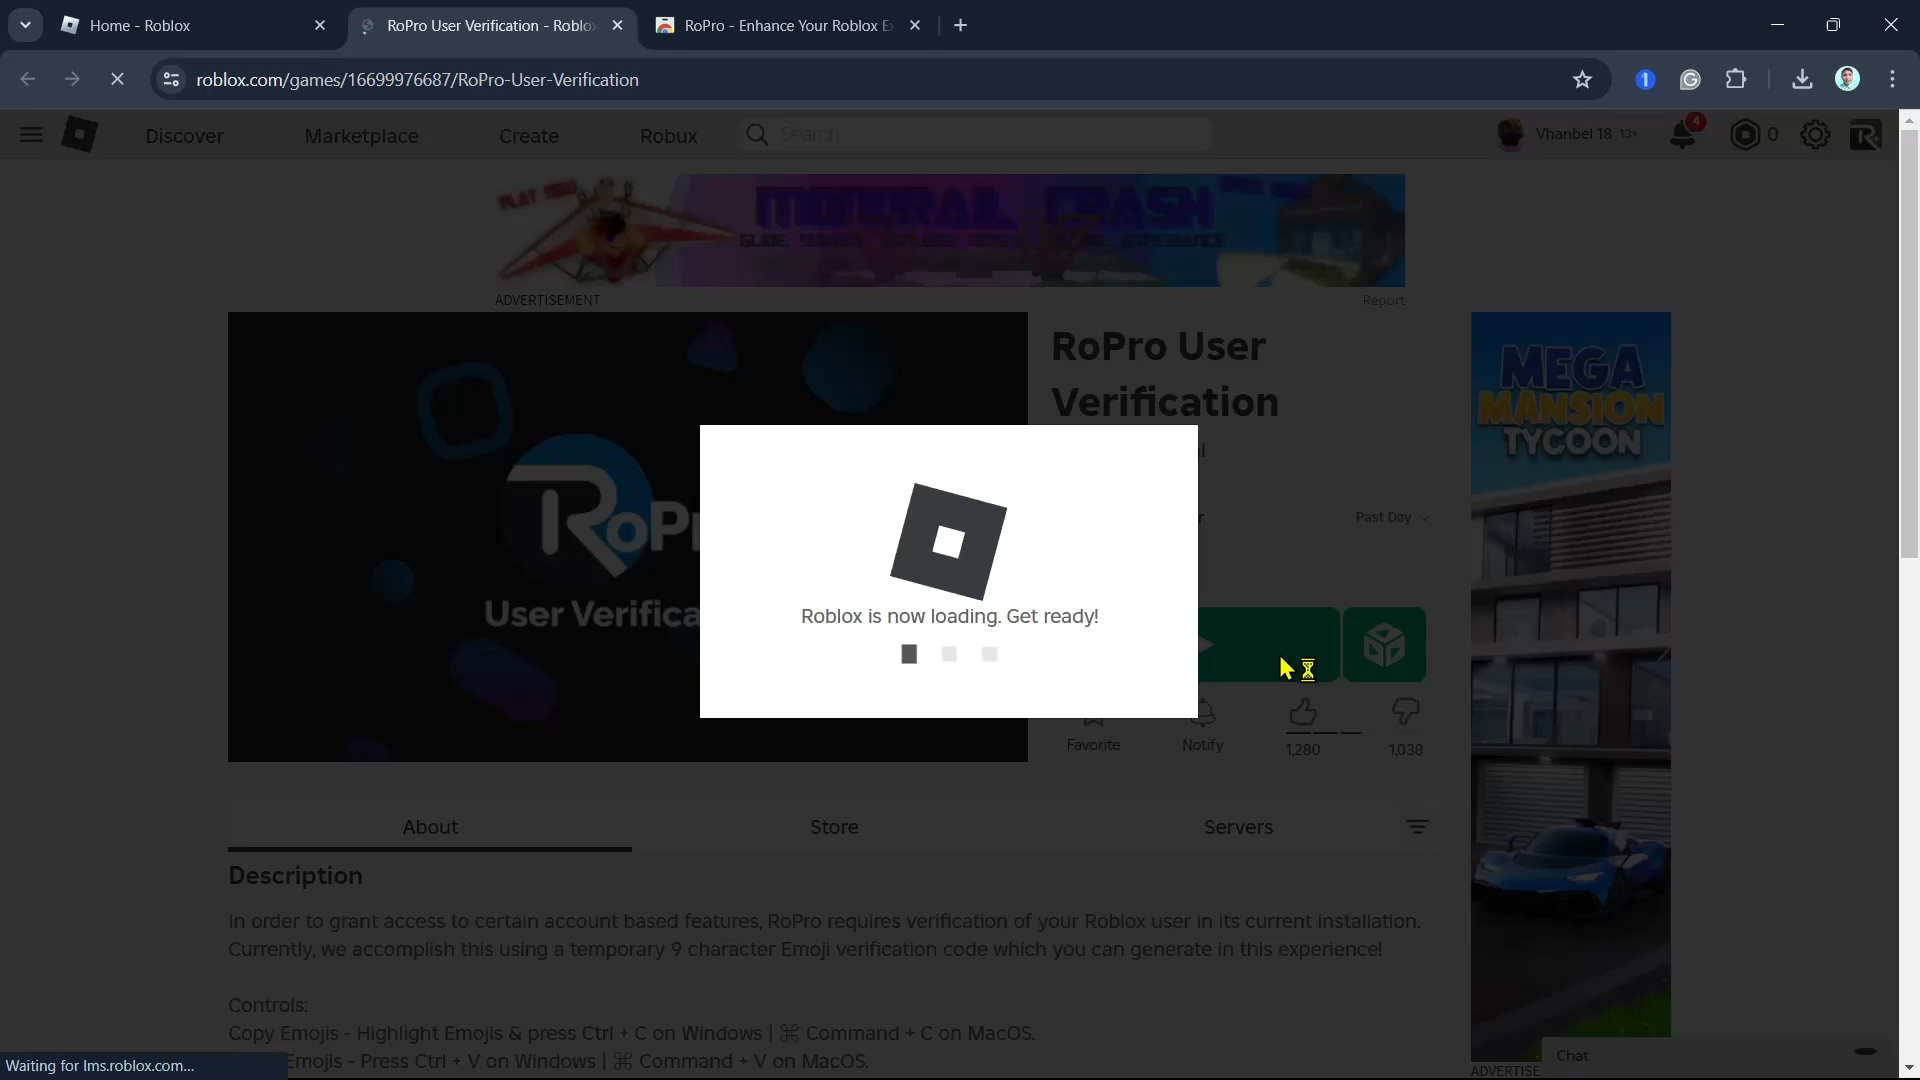 Home - Roblox
RoPro User Verification - Roblox
RoPro - Enhance Your Roblox E
roblox.com/games/16699976687/RoPro-User-Verification
Discover
Marketplace
Create
Robux
Search
Vhanbel 18 13+
4
0
PLAY NOW
ADVERTISEMENT
Report
RoPro User
Verification
RoPr
User Verifica
MEGA
MANSION
TYCOON
Past Day
Roblox is now loading. Get ready!
Favorite
Notify
1,280
1,038
About
Store
Servers
Description
In order to grant access to certain account based features, RoPro requires verification of your Roblox user in its current installation.
Currently, we accomplish this using a temporary 9 character Emoji verification code which you can generate in this experience!
Controls:
Copy Emojis - Highlight Emojis & press Ctrl + C on Windows | ⌘ Command + C on MacOS.
Emojis - Press Ctrl + V on Windows | ⌘ Command + V on MacOS.
Waiting for lms.roblox.com...
Chat
ADVERTISE